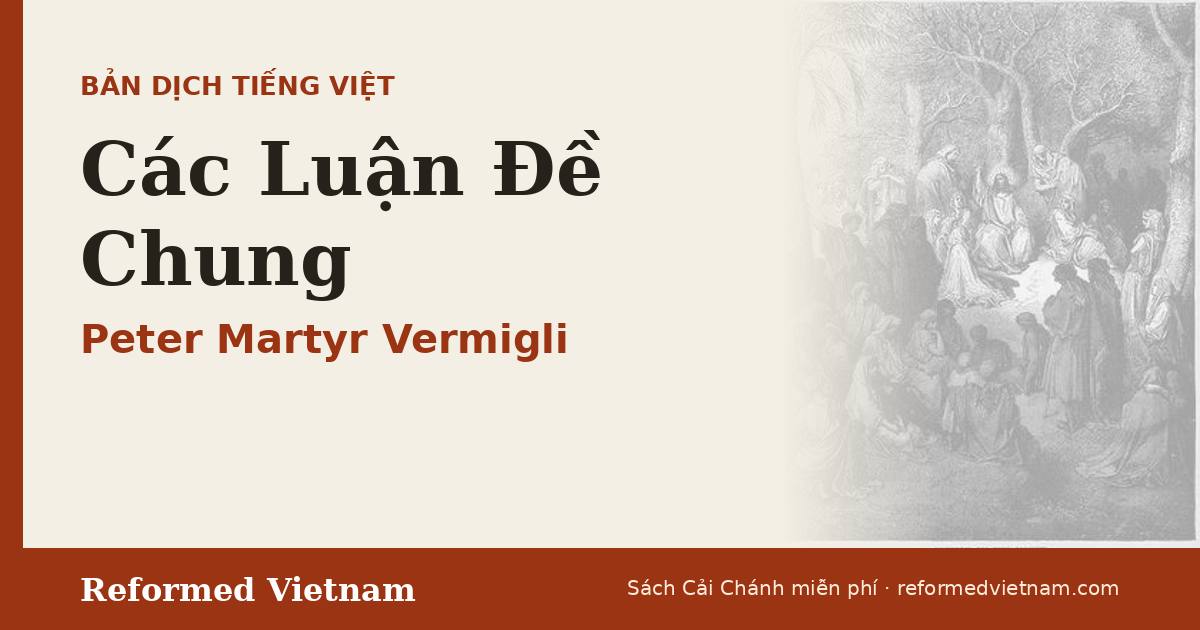 BẢN DỊCH TIẾNG VIỆT
Các Luận Đề
Chung
Peter Martyr Vermigli
Reformed Vietnam
Sách Cải Chánh miễn phí · reformedvietnam.com